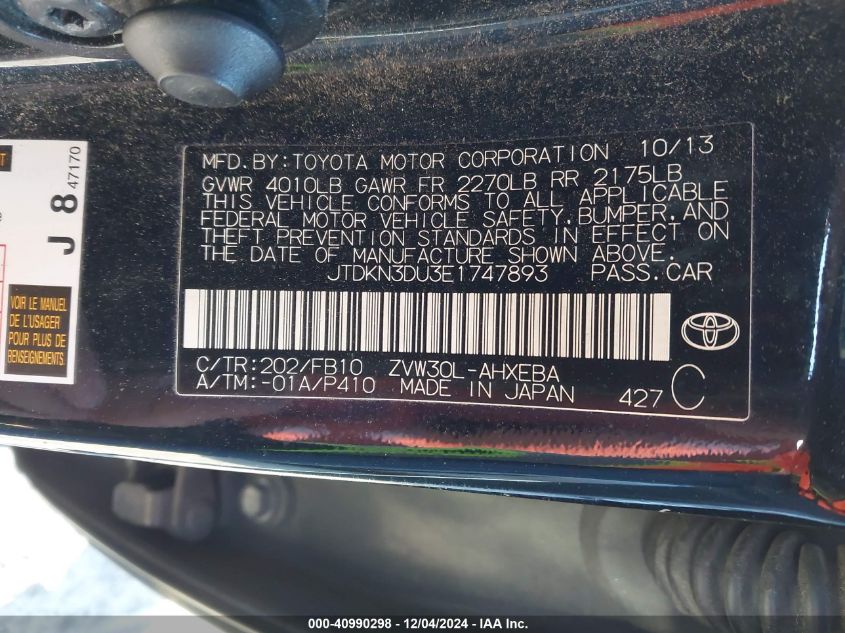 NT
e
J 8 47170
VOIR LE MANUEL
DE L'USAGER
POUR PLUS DE
RENSEIGNEMENTS
MFD.BY:TOYOTA MOTOR CORPORATION 10/13
GVWR 4010LB GAWR FR 2270LB RR 2175LB
THIS VEHICLE CONFORMS TO ALL APPLICABLE
FEDERAL MOTOR VEHICLE SAFETY,BUMPER,AND
THEFT PREVENTION STANDARDS IN EFFECT ON
THE DATE OF MANUFACTURE SHOWN ABOVE.
JTDKN3DU3E1747893 PASS.CAR
C/TR:202/FB10 ZVW30L-AHXEBA
A/TM:-01A/P410 MADE IN JAPAN 427 C
000-40990298 - 12/04/2024 - IAA Inc.